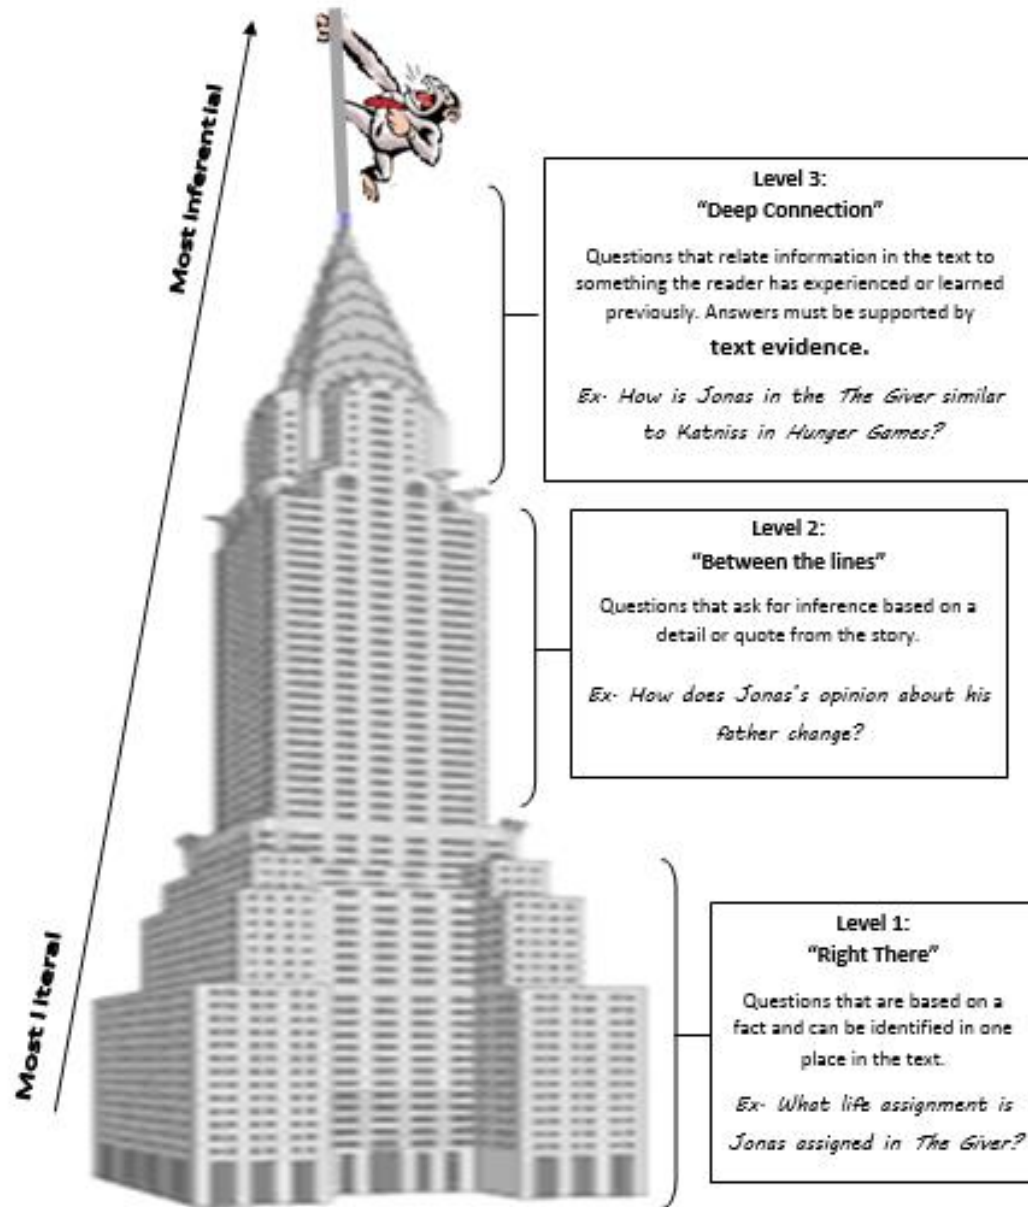 Most Inferential
Level 3:
"Deep Connection"
Questions that relate information in the text to
something the reader has experienced or learned
previously. Answers must be supported by
text evidence.
Ex- How is Jonas in the The Giver similar
to Katniss in Hunger Games?
Level 2:
"Between the lines"
Questions that ask for inference based on a
detail or quote from the story.
Ex- How does Jonas's opinion about his
father change?
Most literal
Level 1:
"Right There"
Questions that are based on a
fact and can be identified in one
place in the text.
Ex- What life assignment is
Jonas assigned in The Giver?